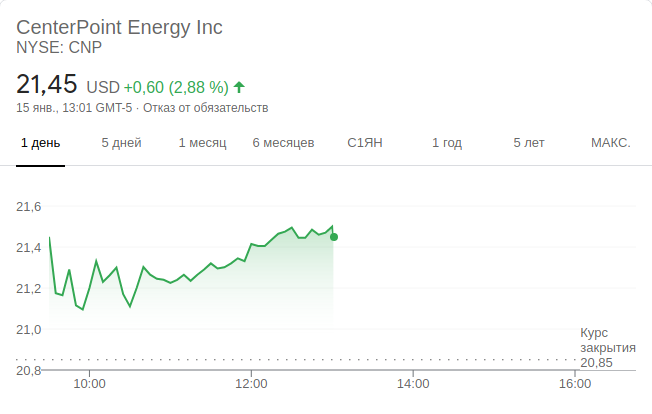 CenterPoint Energy Inc
NYSE: CNP
21,45 USD +0,60 (2,88 %)
15 янв., 13:01 GMT-5 · Отказ от обязательств
1 день 5 дней 1 месяц 6 месяцев С1ЯН 1 год 5 лет МАКС.
21,6
21,4
21,2
21,0
Курс
закрытия
20,85
20,8
10:00 12:00 14:00 16:00